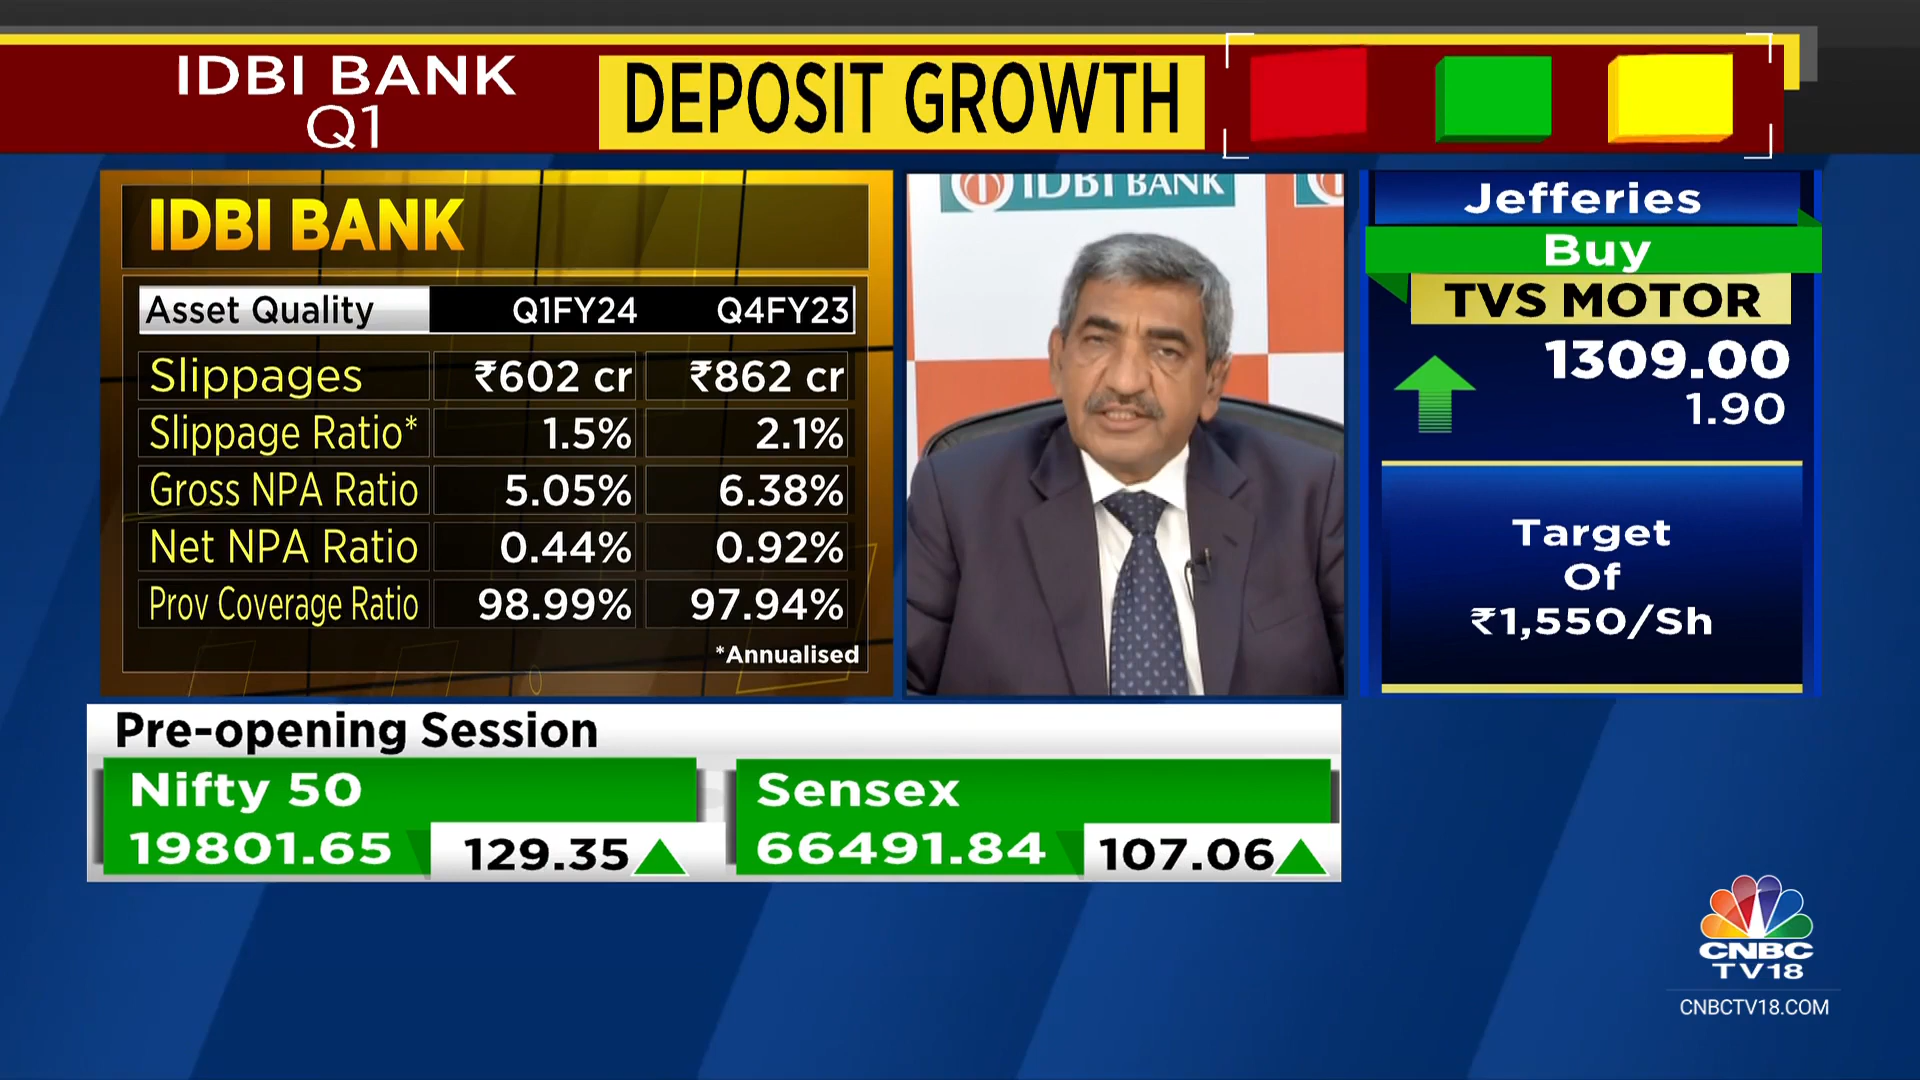 IDBI BANK
Q1
DEPOSIT GROWTH
IDBI BANK
Asset Quality Q1FY24 Q4FY23
Slippages ₹602 cr ₹862 cr
Slippage Ratio* 1.5% 2.1%
Gross NPA Ratio 5.05% 6.38%
Net NPA Ratio 0.44% 0.92%
Prov Coverage Ratio 98.99% 97.94%
*Annualised
IDBI BANK
Jefferies
Buy
TVS MOTOR
1309.00
1.90
Target
Of
₹1,550/Sh
Pre-opening Session
Nifty 50
19801.65 129.35
Sensex
66491.84 107.06
CNBC
TV18
CNBCTV18.COM